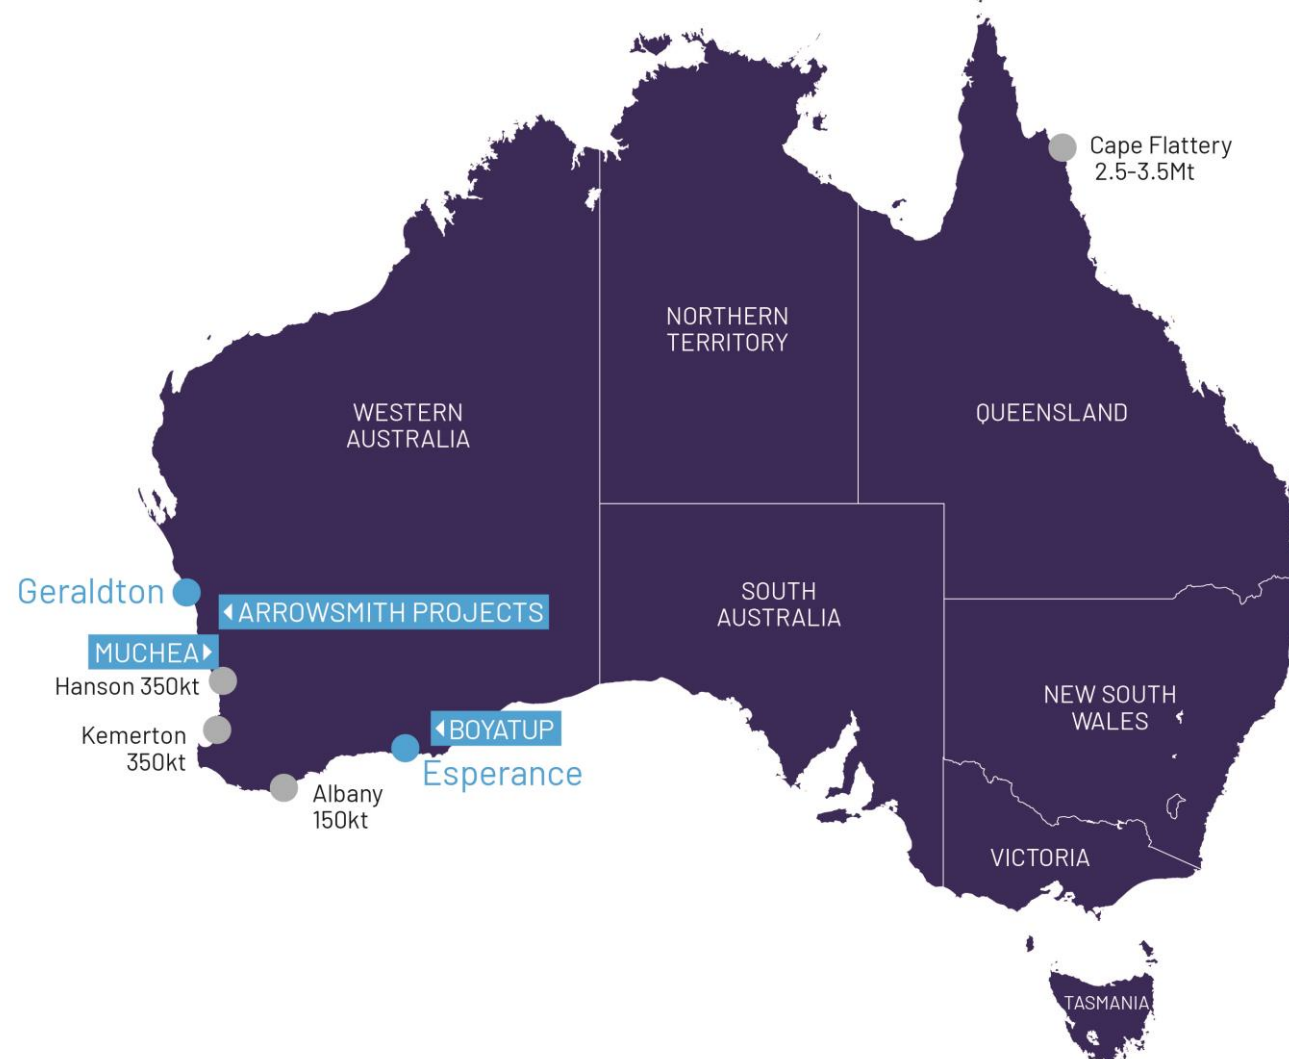 Cape Flattery
2.5-3.5Mt
NORTHERN
TERRITORY
WESTERN
AUSTRALIA
QUEENSLAND
Geraldton
ARROWSMITH PROJECTS
SOUTH
AUSTRALIA
MUCHEA
Hanson 350kt
NEW SOUTH
WALES
Kemerton
350kt
BOYATUP
Esperance
Albany
150kt
VICTORIA
TASMANIA